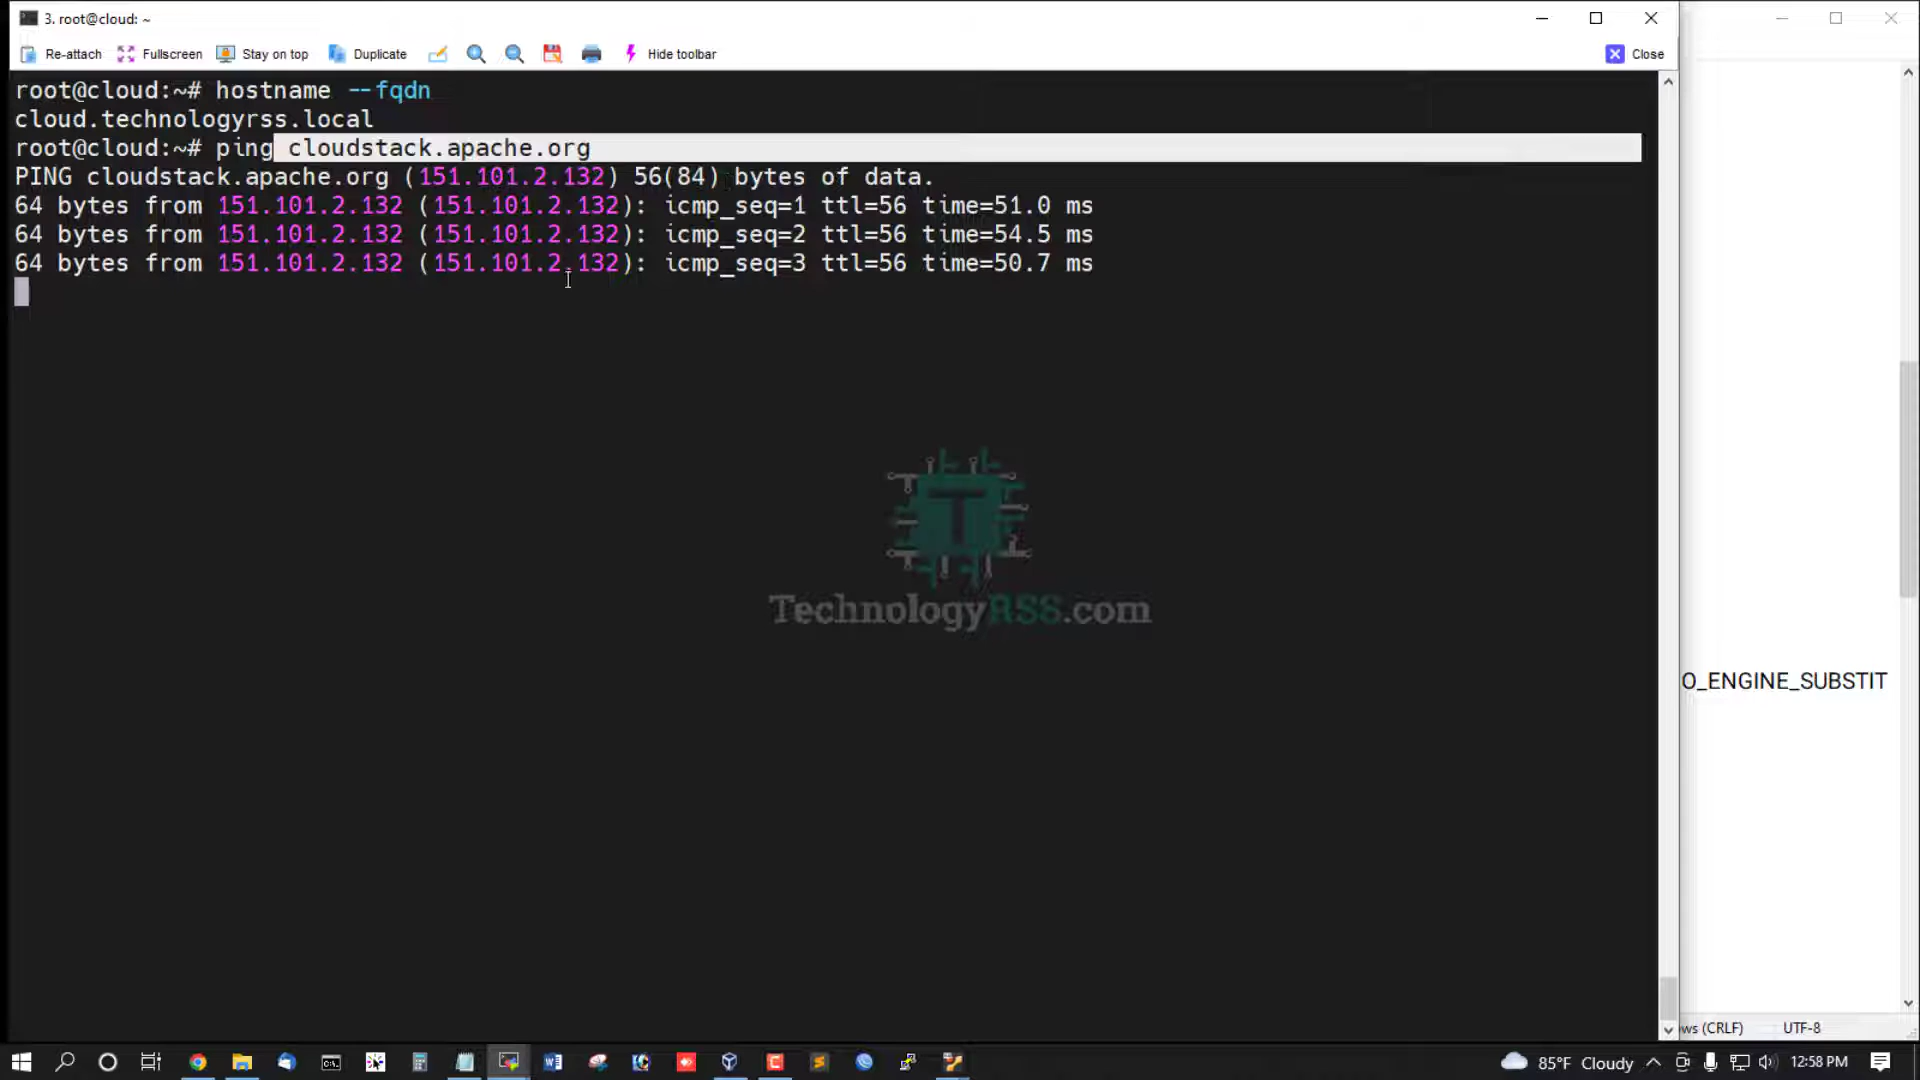 3. root@cloud: ~
Re-attach Fullscreen Stay on top Duplicate Hide toolbar Close
root@cloud:~# hostname --fqdn
cloud.technologyrss.local
root@cloud:~# ping cloudstack.apache.org
PING cloudstack.apache.org (151.101.2.132) 56(84) bytes of data.
64 bytes from 151.101.2.132 (151.101.2.132): icmp_seq=1 ttl=56 time=51.0 ms
64 bytes from 151.101.2.132 (151.101.2.132): icmp_seq=2 ttl=56 time=54.5 ms
64 bytes from 151.101.2.132 (151.101.2.132): icmp_seq=3 ttl=56 time=50.7 ms
T
TechnologyRSS.com
O_ENGINE_SUBSTIT
ws (CRLF) UTF-8
85°F Cloudy 12:58 PM